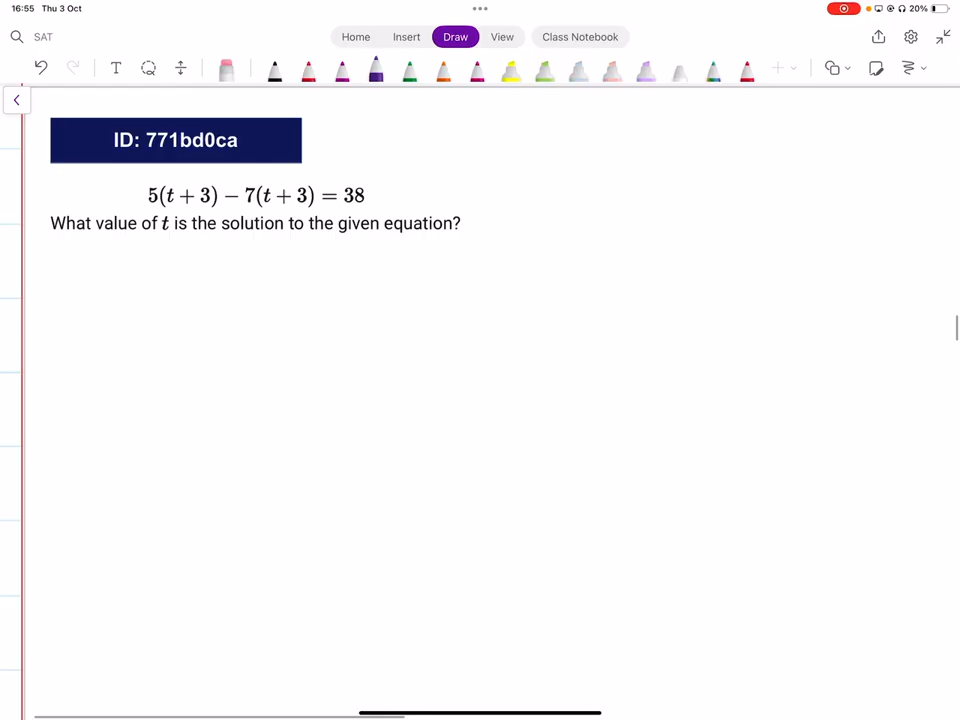 16:55 Thu 3 Oct
20%
SAT
Home Insert Draw View Class Notebook
T
ID: 771bd0ca
5(t + 3) − 7(t + 3) = 38
What value of t is the solution to the given equation?